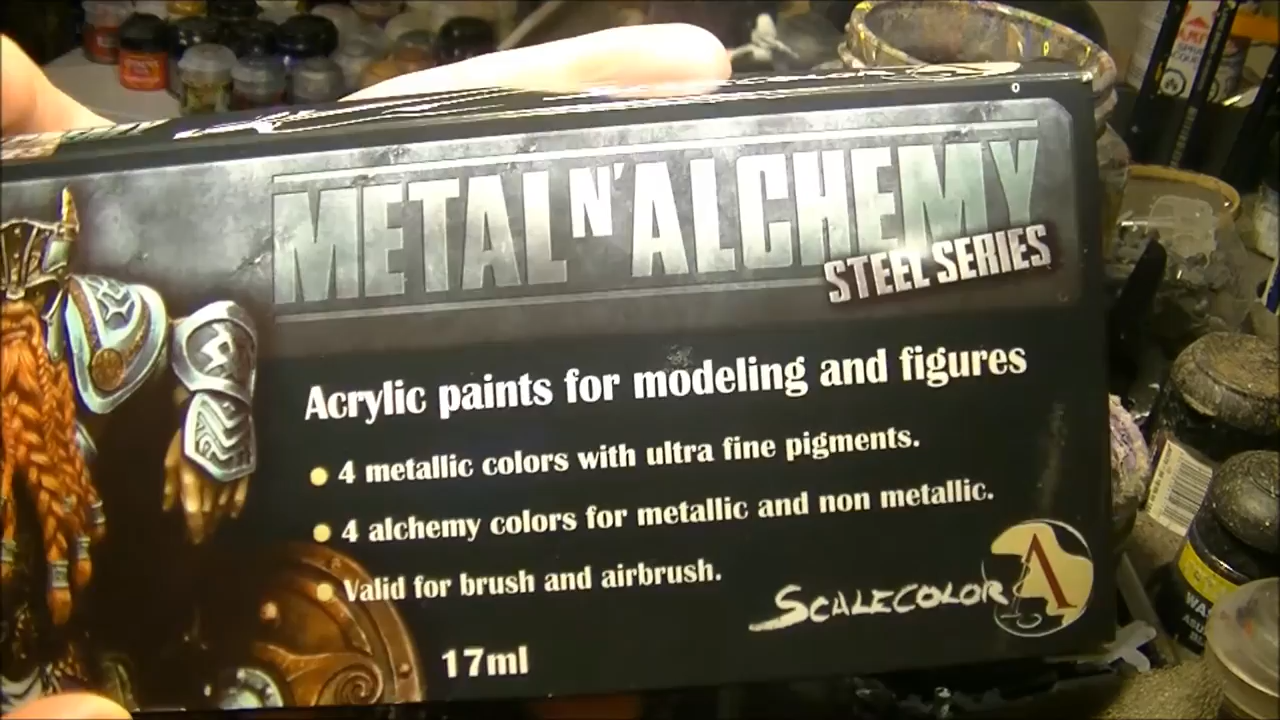 METAL N' ALCHEMY
STEEL SERIES
Acrylic paints for modeling and figures
4 metallic colors with ultra fine pigments.
4 alchemy colors for metallic and non metallic.
Valid for brush and airbrush.
SCALECOLOR
17ml